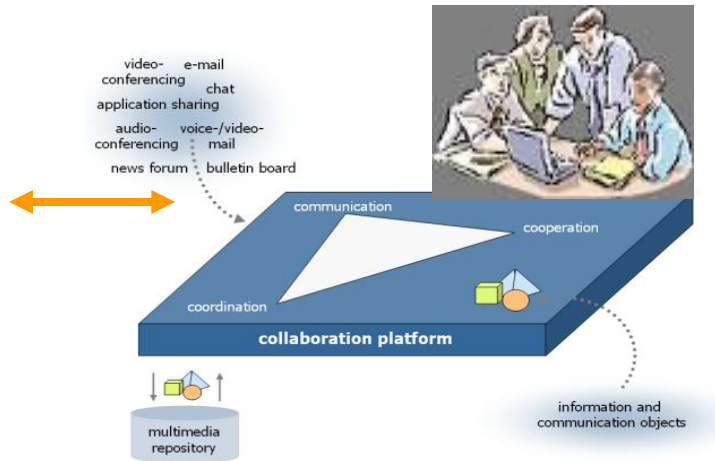 video-
conferencing
e-mail
chat
application sharing
audio-
conferencing
voice-/video-
mail
news forum
bulletin board
communication
cooperation
coordination
collaboration platform
multimedia
repository
information and
communication objects